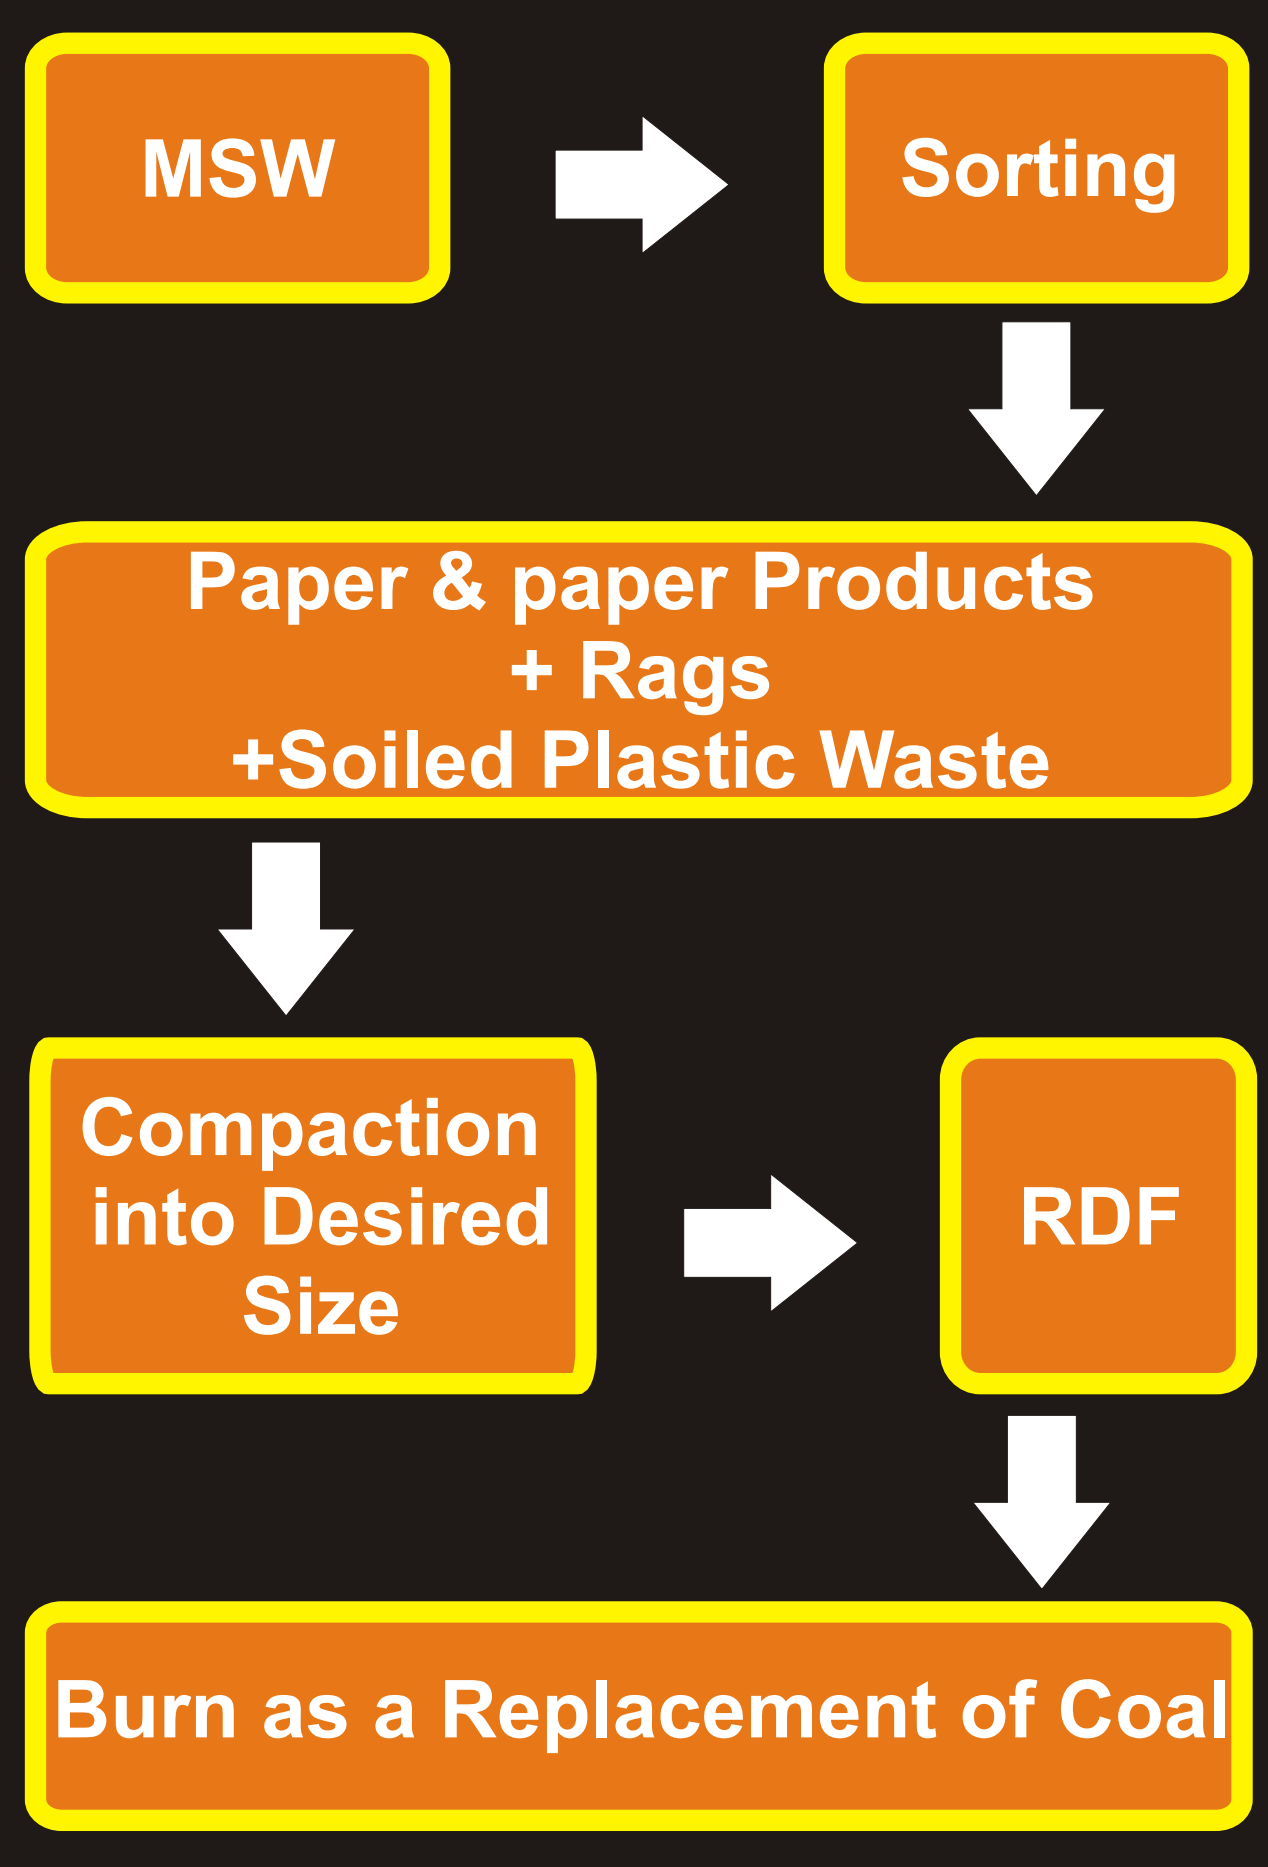 MSW
Sorting
Paper & paper Products
+ Rags
+Soiled Plastic Waste
Compaction
into Desired
Size
RDF
Burn as a Replacement of Coal